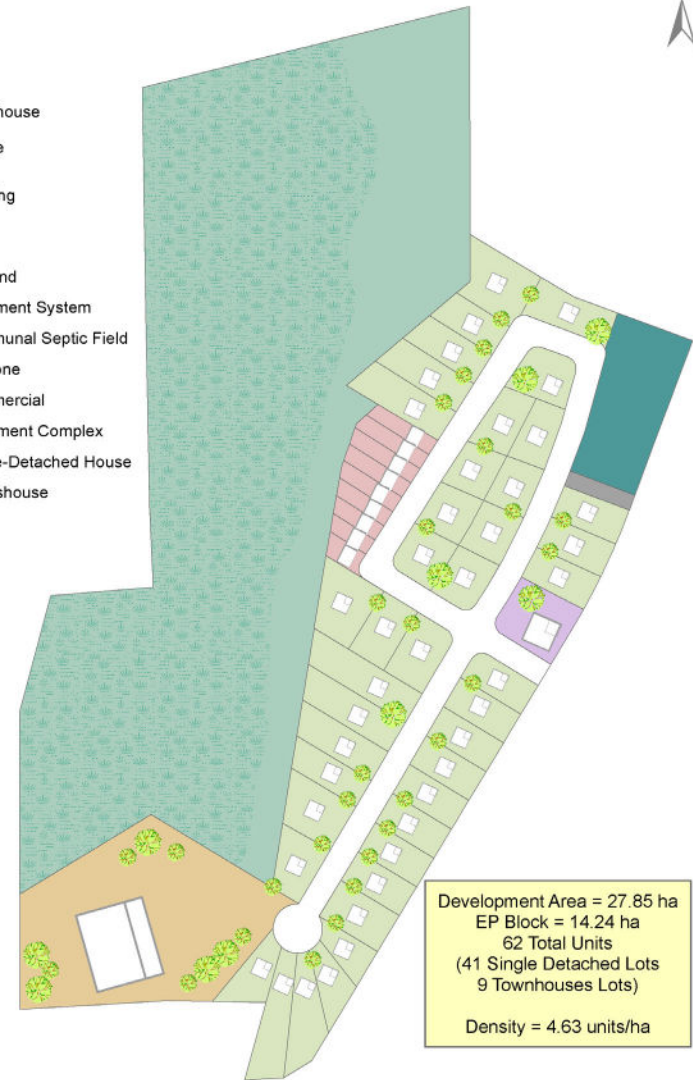 house
e
ng
nd
ment System
munal Septic Field
one
mercial
ment Complex
e-Detached House
shouse
Development Area = 27.85 ha
EP Block = 14.24 ha
62 Total Units
(41 Single Detached Lots
9 Townhouses Lots)
Density = 4.63 units/ha